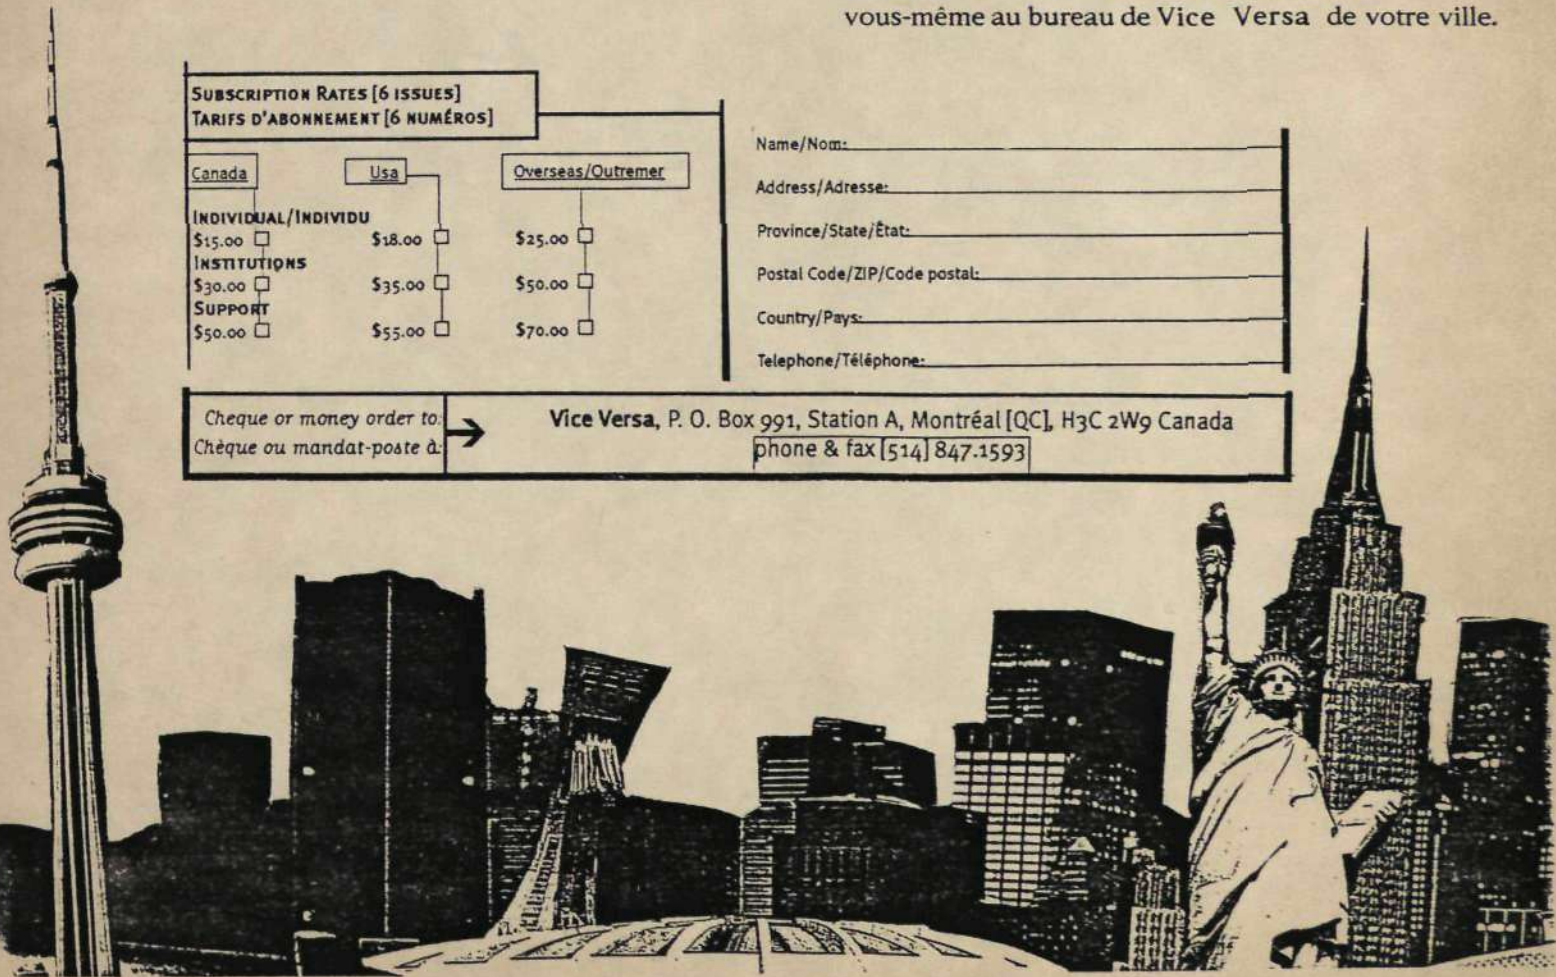 vous-même au bureau de Vice Versa de votre ville.
SUBSCRIPTION RATES [6 ISSUES]
TARIFS D'ABONNEMENT [6 NUMÉROS]
Canada Usa Overseas/Outremer
INDIVIDUAL/INDIVIDU
$15.00 $18.00 $25.00
INSTITUTIONS
$30.00 $35.00 $50.00
SUPPORT
$50.00 $55.00 $70.00
Name/Nom:
Address/Adresse:
Province/State/État:
Postal Code/ZIP/Code postal:
Country/Pays:
Telephone/Téléphone:
Cheque or money order to:
Chèque ou mandat-poste à:
Vice Versa, P. O. Box 991, Station A, Montréal [QC], H3C 2W9 Canada
phone & fax [514] 847.1593